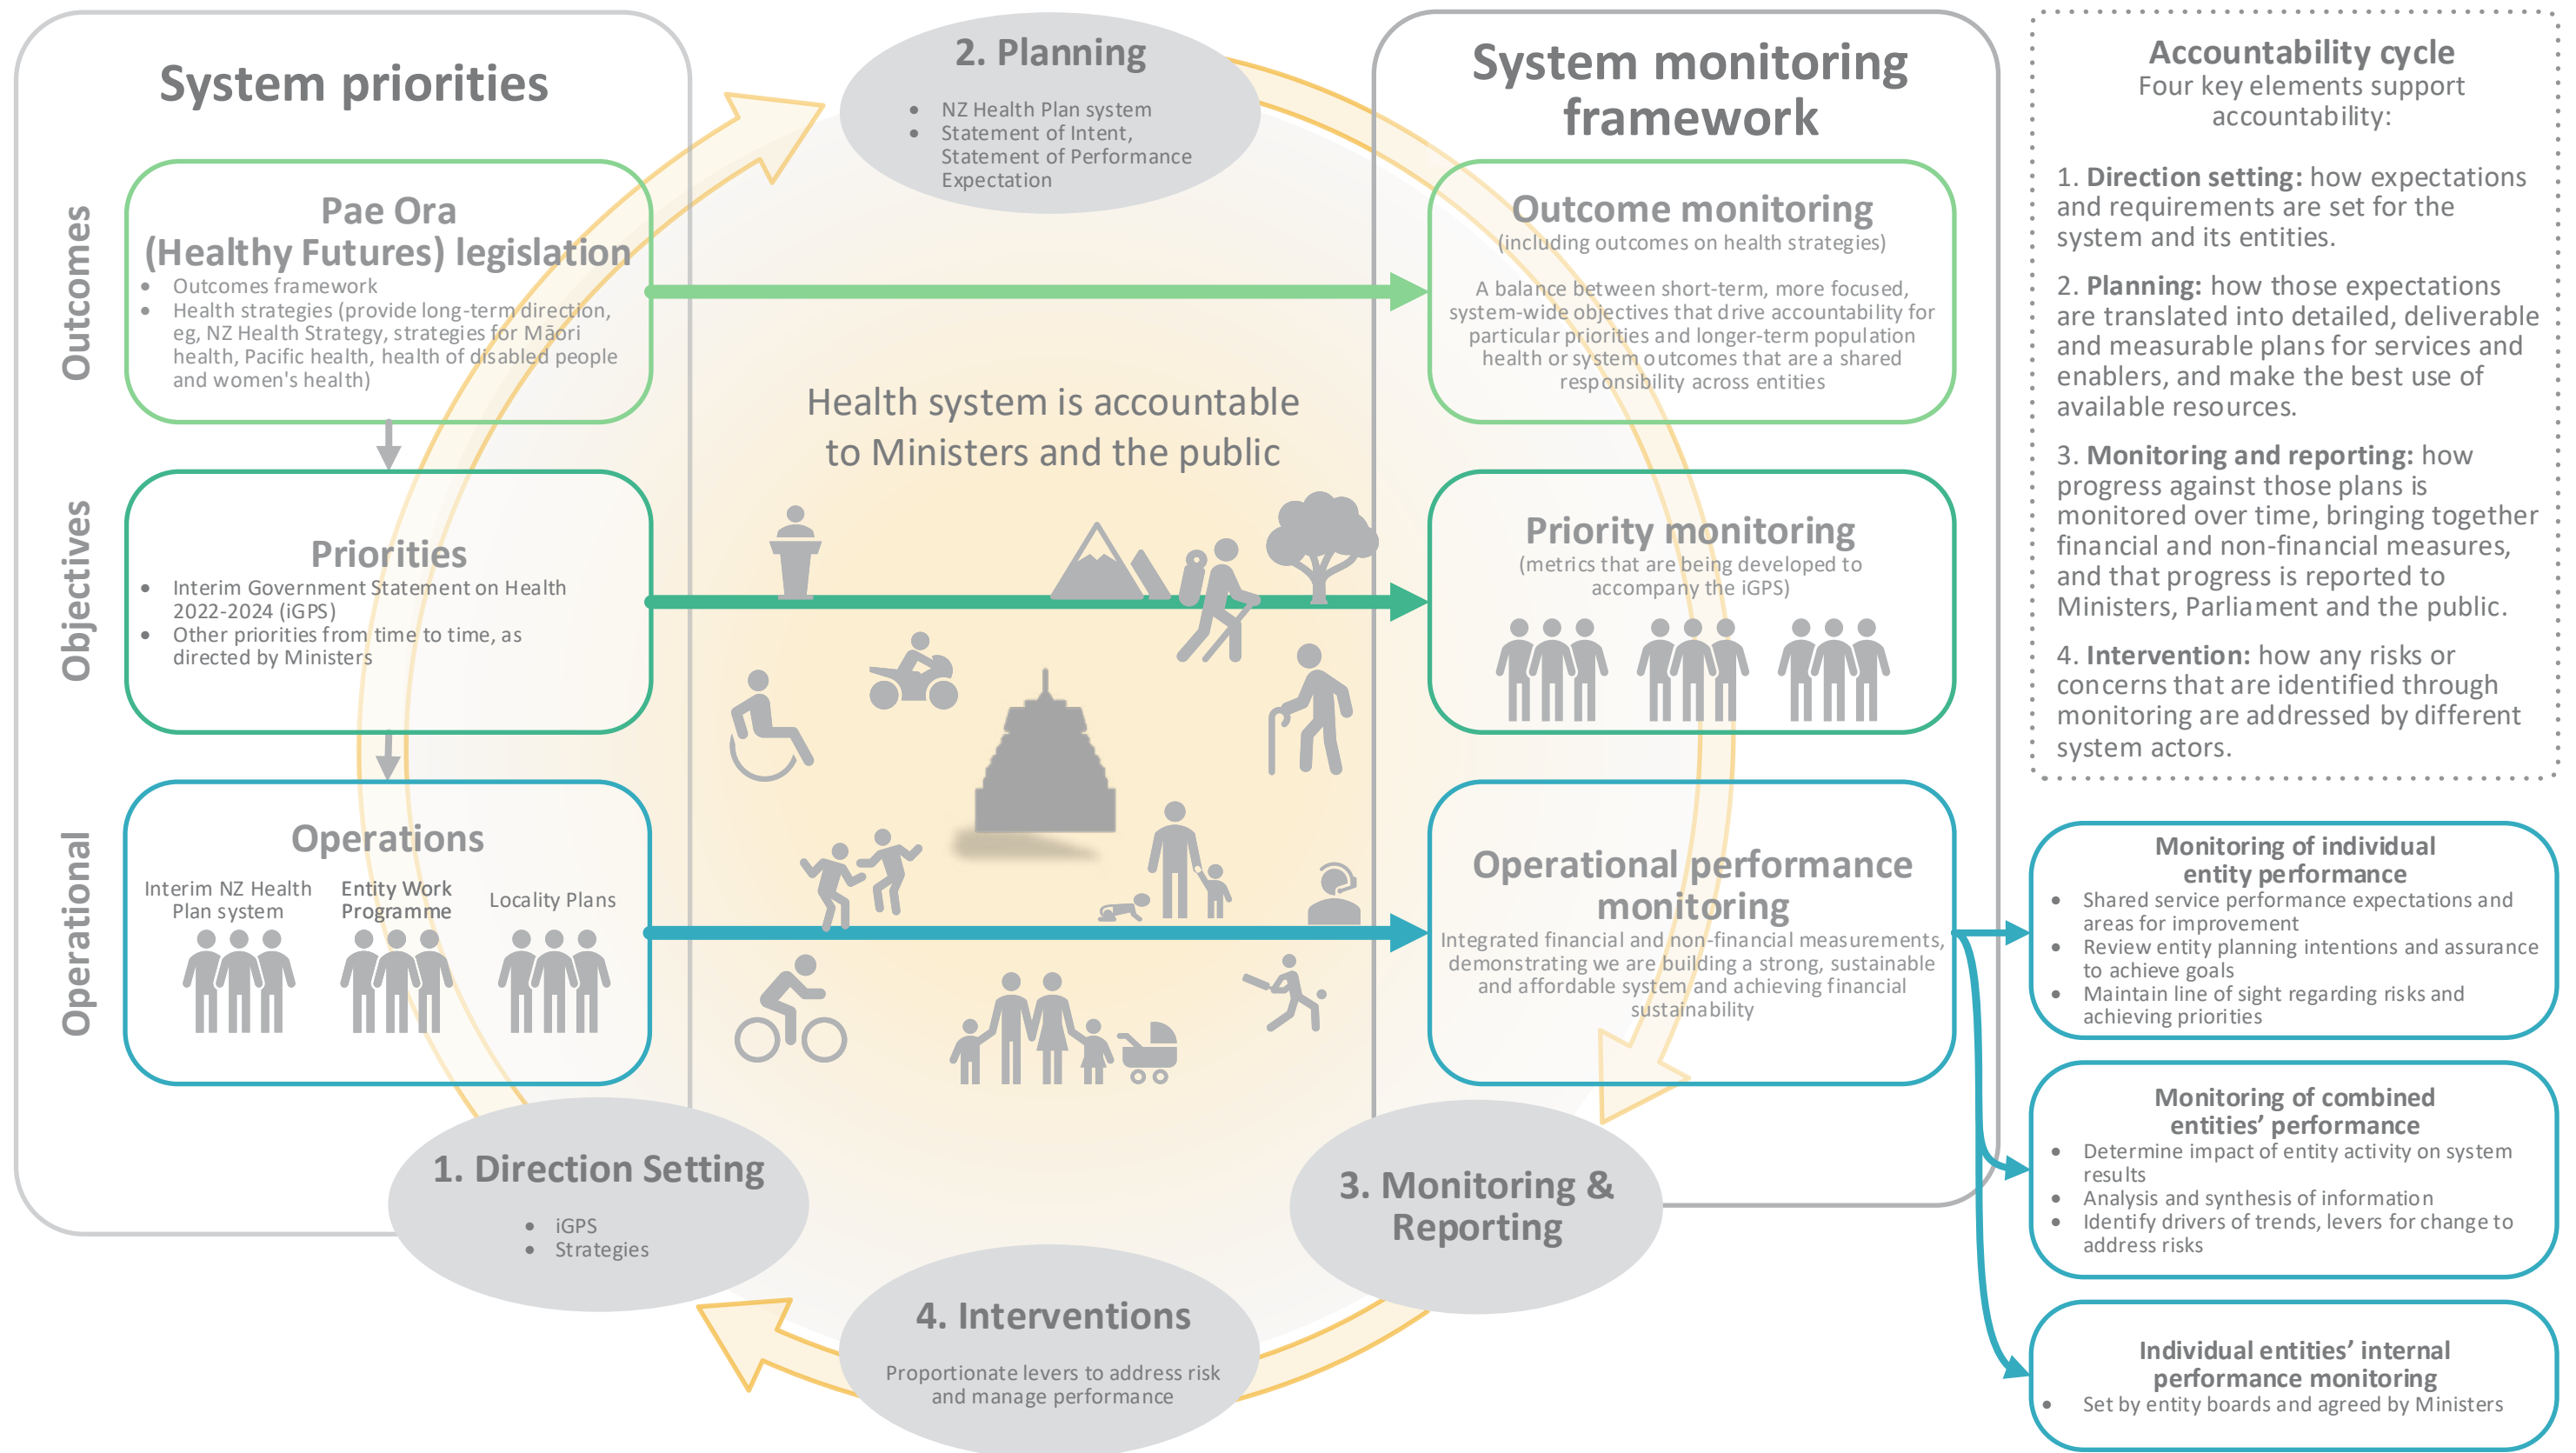 System priorities
Outcomes
Pae Ora
(Healthy Futures) legislation
• Outcomes framework
• Health strategies (provide long-term direction,
eg, NZ Health Strategy, strategies for Māori
health, Pacific health, health of disabled people
and women's health)
Objectives
Priorities
• Interim Government Statement on Health
2022-2024 (iGPS)
• Other priorities from time to time, as
directed by Ministers
Operational
Operations
Interim NZ Health
Plan system
Entity Work
Programme
Locality Plans
1. Direction Setting
• iGPS
• Strategies
2. Planning
• NZ Health Plan system
• Statement of Intent,
Statement of Performance
Expectation
Health system is accountable
to Ministers and the public
4. Interventions
Proportionate levers to address risk
and manage performance
System monitoring
framework
Outcome monitoring
(including outcomes on health strategies)
A balance between short-term, more focused,
system-wide objectives that drive accountability for
particular priorities and longer-term population
health or system outcomes that are a shared
responsibility across entities
Priority monitoring
(metrics that are being developed to
accompany the iGPS)
Operational performance
monitoring
Integrated financial and non-financial measurements,
demonstrating we are building a strong, sustainable
and affordable system and achieving financial
sustainability
3. Monitoring &
Reporting
Accountability cycle
Four key elements support
accountability:
1. Direction setting: how expectations
and requirements are set for the
system and its entities.
2. Planning: how those expectations
are translated into detailed, deliverable
and measurable plans for services and
enablers, and make the best use of
available resources.
3. Monitoring and reporting: how
progress against those plans is
monitored over time, bringing together
financial and non-financial measures,
and that progress is reported to
Ministers, Parliament and the public.
4. Intervention: how any risks or
concerns that are identified through
monitoring are addressed by different
system actors.
Monitoring of individual
entity performance
• Shared service performance expectations and
areas for improvement
• Review entity planning intentions and assurance
to achieve goals
• Maintain line of sight regarding risks and
achieving priorities
Monitoring of combined
entities’ performance
• Determine impact of entity activity on system
results
• Analysis and synthesis of information
• Identify drivers of trends, levers for change to
address risks
Individual entities’ internal
performance monitoring
• Set by entity boards and agreed by Ministers